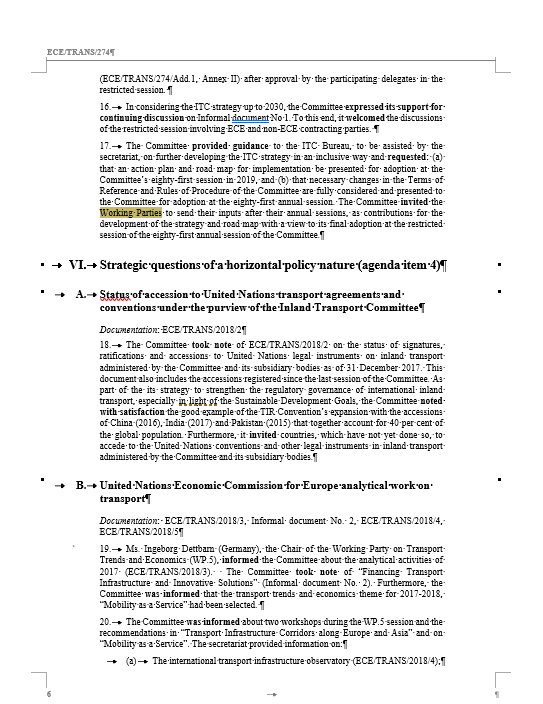 ECE/TRANS/274
(ECE/TRANS/274/Add.1, Annex II) after approval by the participating delegates in the
restricted session.
16. In considering the ITC strategy up to 2030, the Committee expressed its support for
continuing discussion on Informal document No 1. To this end, it welcomed the discussions
of the restricted session involving ECE and non-ECE contracting parties.
17. The Committee provided guidance to the ITC Bureau, to be assisted by the
secretariat, on further developing the ITC strategy in an inclusive way and requested: (a)
that an action plan and road map for implementation be presented for adoption at the
Committee's eighty-first session in 2019, and (b) that necessary changes in the Terms of
Reference and Rules of Procedure of the Committee are fully considered and presented to
the Committee for adoption at the eighty-first annual session. The Committee invited the
Working Parties to send their inputs after their annual sessions, as contributions for the
development of the strategy and road map with a view to its final adoption at the restricted
session of the eighty-first annual session of the Committee.
VI. Strategic questions of a horizontal policy nature (agenda item 4)
A. Status of accession to United Nations transport agreements and
conventions under the purview of the Inland Transport Committee
Documentation: ECE/TRANS/2018/2
18. The Committee took note of ECE/TRANS/2018/2 on the status of signatures,
ratifications and accessions to United Nations legal instruments on inland transport
administered by the Committee and its subsidiary bodies as of 31 December 2017. This
document also includes the accessions registered since the last session of the Committee. As
part of the its strategy to strengthen the regulatory governance of international inland
transport, especially in light of the Sustainable Development Goals, the Committee noted
with satisfaction the good example of the TIR Convention's expansion with the accessions
of China (2016), India (2017) and Pakistan (2015) that together account for 40 per cent of
the global population. Furthermore, it invited countries, which have not yet done so, to
accede to the United Nations conventions and other legal instruments in inland transport
administered by the Committee and its subsidiary bodies.
B. United Nations Economic Commission for Europe analytical work on
transport
Documentation: ECE/TRANS/2018/3, Informal document No. 2, ECE/TRANS/2018/4,
ECE/TRANS/2018/5
19. Ms. Ingeborg Dettbarn (Germany), the Chair of the Working Party on Transport
Trends and Economics (WP.5), informed the Committee about the analytical activities of
2017 (ECE/TRANS/2018/3). The Committee took note of "Financing Transport
Infrastructure and Innovative Solutions" (Informal document No. 2). Furthermore, the
Committee was informed that the transport trends and economics theme for 2017-2018,
"Mobility as a Service" had been selected.
20. The Committee was informed about two workshops during the WP.5 session and the
recommendations in "Transport Infrastructure Corridors along Europe and Asia" and on
"Mobility as a Service". The secretariat provided information on:
(a) The international transport infrastructure observatory (ECE/TRANS/2018/4);
6